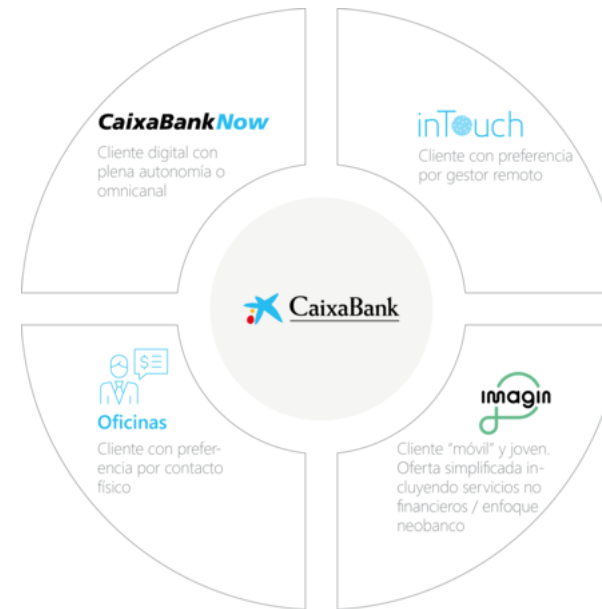 CaixaBankNow
Cliente digital con
plena autonomía o
omnicanal
inTouch
Cliente con preferencia
por gestor remoto
CaixaBank
$≡
Oficinas
Cliente con prefer-
encia por contacto
físico
imagin
Cliente "móvil" y joven.
Oferta simplificada in-
cluyendo servicios no
financieros / enfoque
neobanco